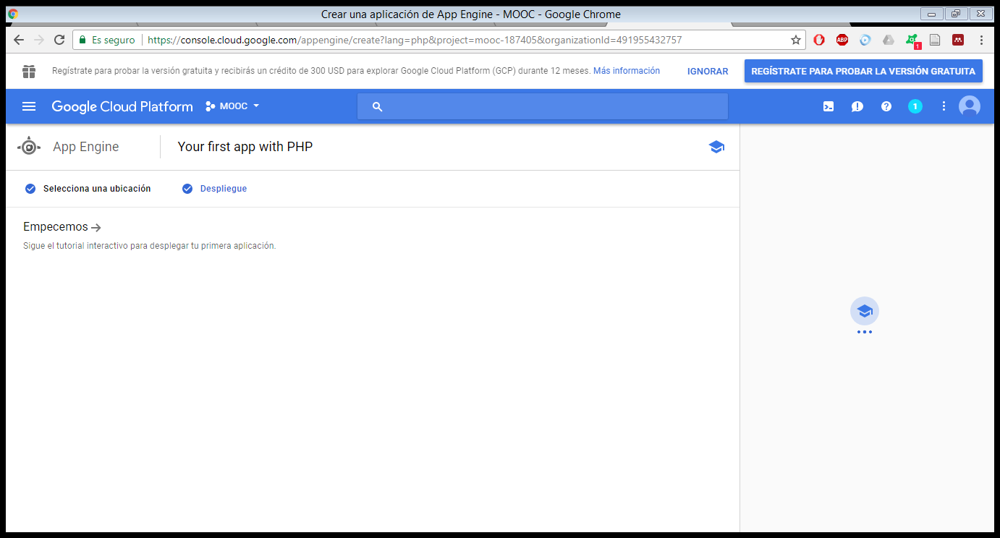 Crear una aplicación de App Engine - MOOC - Google Chrome
Es seguro https://console.cloud.google.com/appengine/create?lang=php&project=mooc-187405&organizationId=491955432757
ABP
1
Regístrate para probar la versión gratuita y recibirás un crédito de 300 USD para explorar Google Cloud Platform (GCP) durante 12 meses. Más información IGNORAR REGÍSTRATE PARA PROBAR LA VERSIÓN GRATUITA
Google Cloud Platform MOOC 1
App Engine Your first app with PHP
Selecciona una ubicación Despliegue
Empecemos
Sigue el tutorial interactivo para desplegar tu primera aplicación.